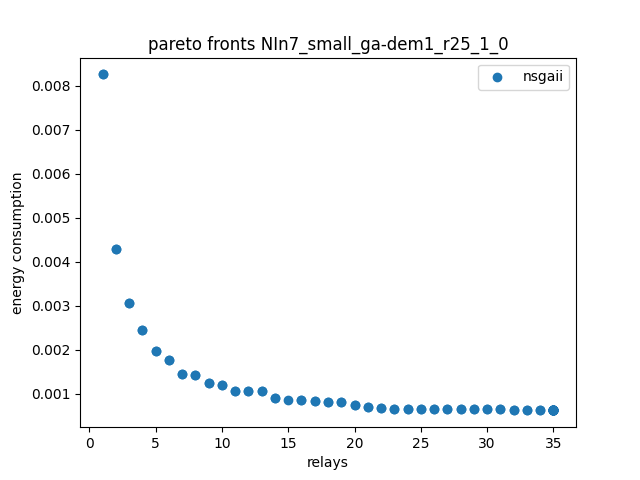 pareto fronts NIn7_small_ga-dem1_r25_1_0
nsgaii
0.008
0.007
0.006
0.005
0.004
0.003
0.002
0.001
energy consumption
0 5 10 15 20 25 30 35
relays